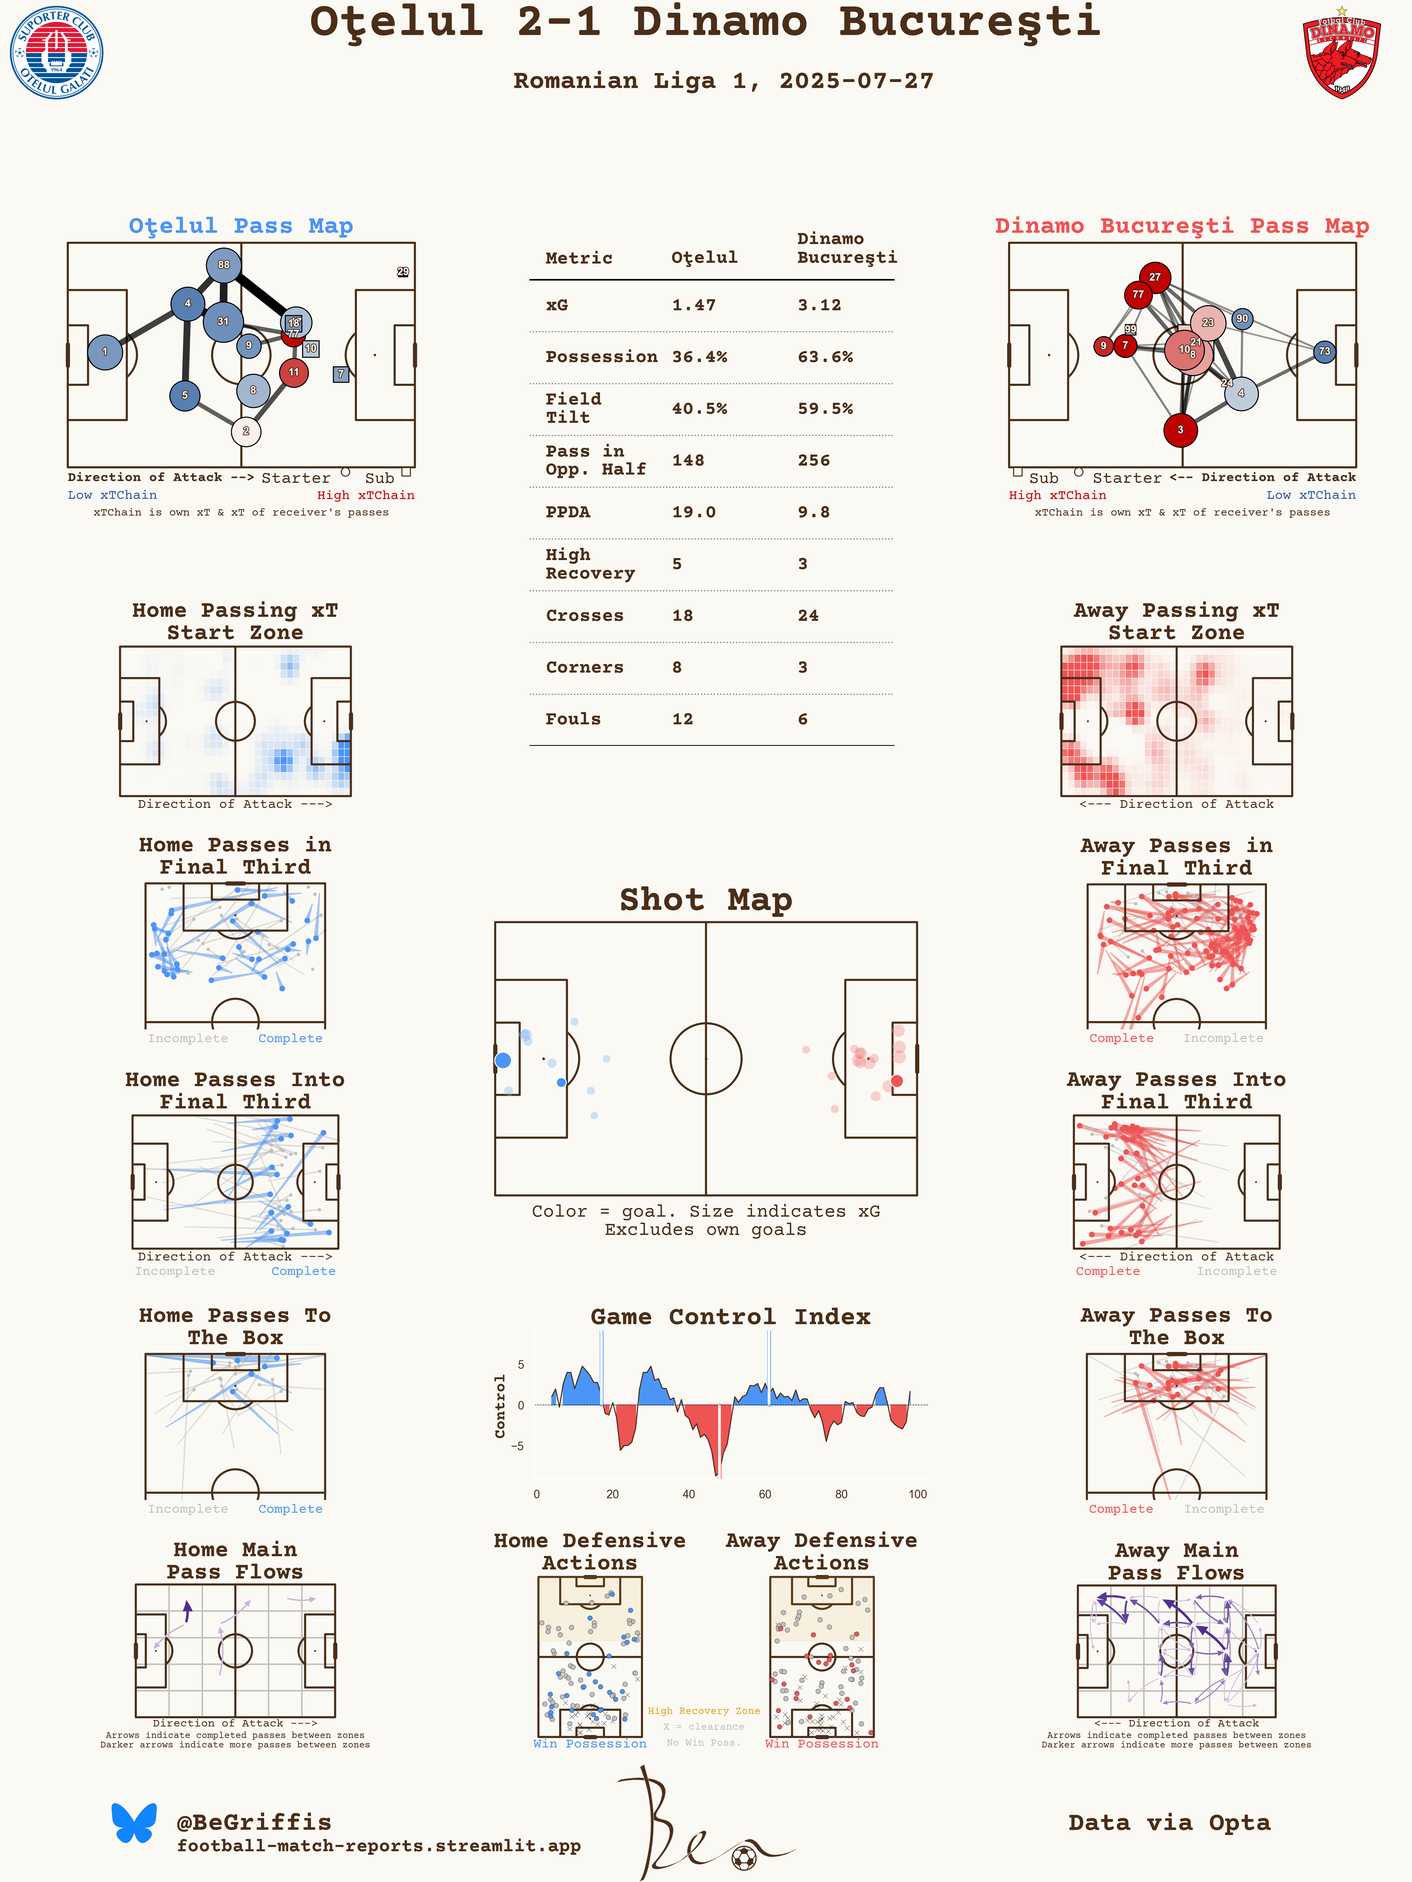 Oţelul 2-1 Dinamo Bucureşti
Romanian Liga 1, 2025-07-27
SUPORTER CLUB
1964
OTELUL GALATI
Fotbal Club
DINAMO
BUCURESTI
1948
Oţelul Pass Map
88
29
4
31
18
77
1
9
10
11
7
5
8
2
Direction of Attack --> Starter Sub
Low xTChain High xTChain
xTChain is own xT & xT of receiver's passes
Metric Oţelul Dinamo Bucureşti
xG 1.47 3.12
Possession 36.4% 63.6%
Field Tilt 40.5% 59.5%
Pass in Opp. Half 148 256
PPDA 19.0 9.8
High Recovery 5 3
Crosses 18 24
Corners 8 3
Fouls 12 6
Dinamo Bucureşti Pass Map
27
77
99
23
90
9
7
10
21
8
73
24
4
3
Sub Starter <-- Direction of Attack
High xTChain Low xTChain
xTChain is own xT & xT of receiver's passes
Home Passing xT
Start Zone
Direction of Attack --->
Away Passing xT
Start Zone
<--- Direction of Attack
Home Passes in
Final Third
Incomplete Complete
Away Passes in
Final Third
Complete Incomplete
Shot Map
Color = goal. Size indicates xG
Excludes own goals
Home Passes Into
Final Third
Direction of Attack --->
Incomplete Complete
Away Passes Into
Final Third
<--- Direction of Attack
Complete Incomplete
Home Passes To
The Box
Incomplete Complete
Game Control Index
Control
5
0
−5
0 20 40 60 80 100
Away Passes To
The Box
Complete Incomplete
Home Main
Pass Flows
Direction of Attack --->
Arrows indicate completed passes between zones
Darker arrows indicate more passes between zones
Home Defensive
Actions
Win Possession
High Recovery Zone
X = clearance
No Win Poss.
Away Defensive
Actions
Win Possession
Away Main
Pass Flows
<--- Direction of Attack
Arrows indicate completed passes between zones
Darker arrows indicate more passes between zones
@BeGriffis
football-match-reports.streamlit.app
Ben
Data via Opta